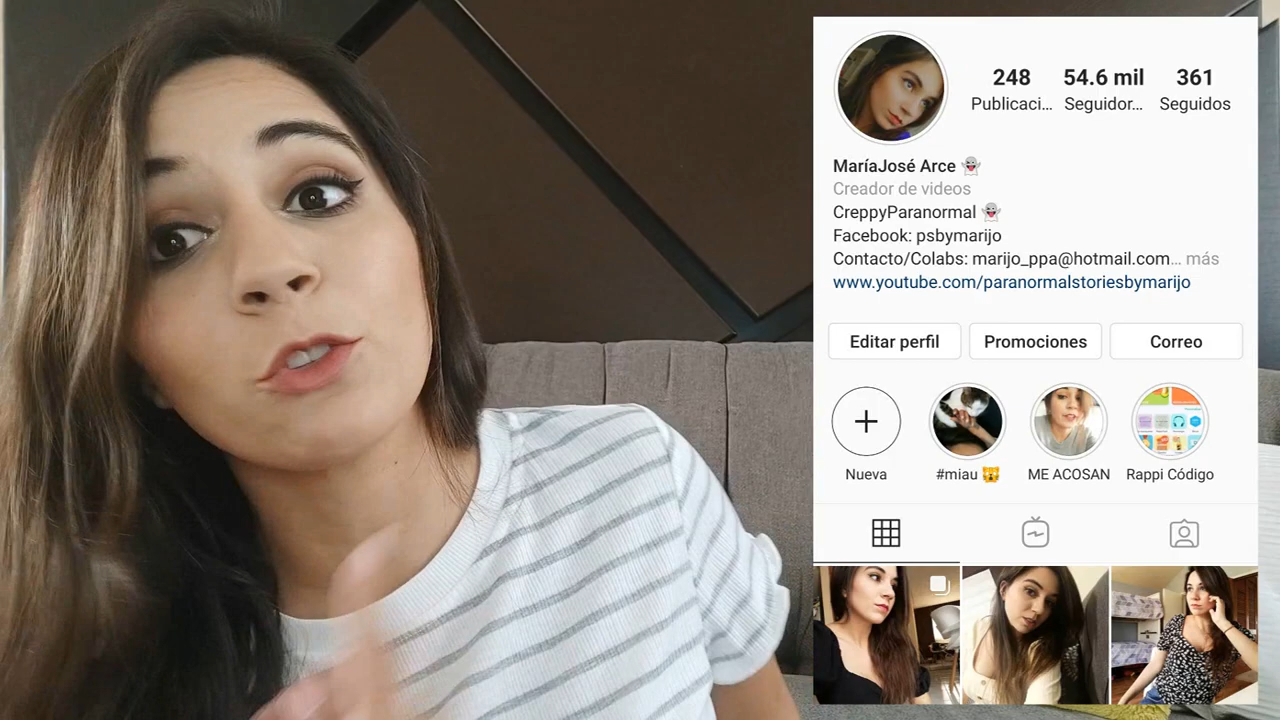 248 54.6 mil 361
Publicaci... Seguidor... Seguidos
MaríaJosé Arce 👻
Creador de videos
CreppyParanormal 👻
Facebook: psbymarijo
Contacto/Colabs: marijo_ppa@hotmail.com... más
www.youtube.com/paranormalstoriesbymarijo
Editar perfil Promociones Correo
Nueva #miau 🐯 ME ACOSAN Rappi Código